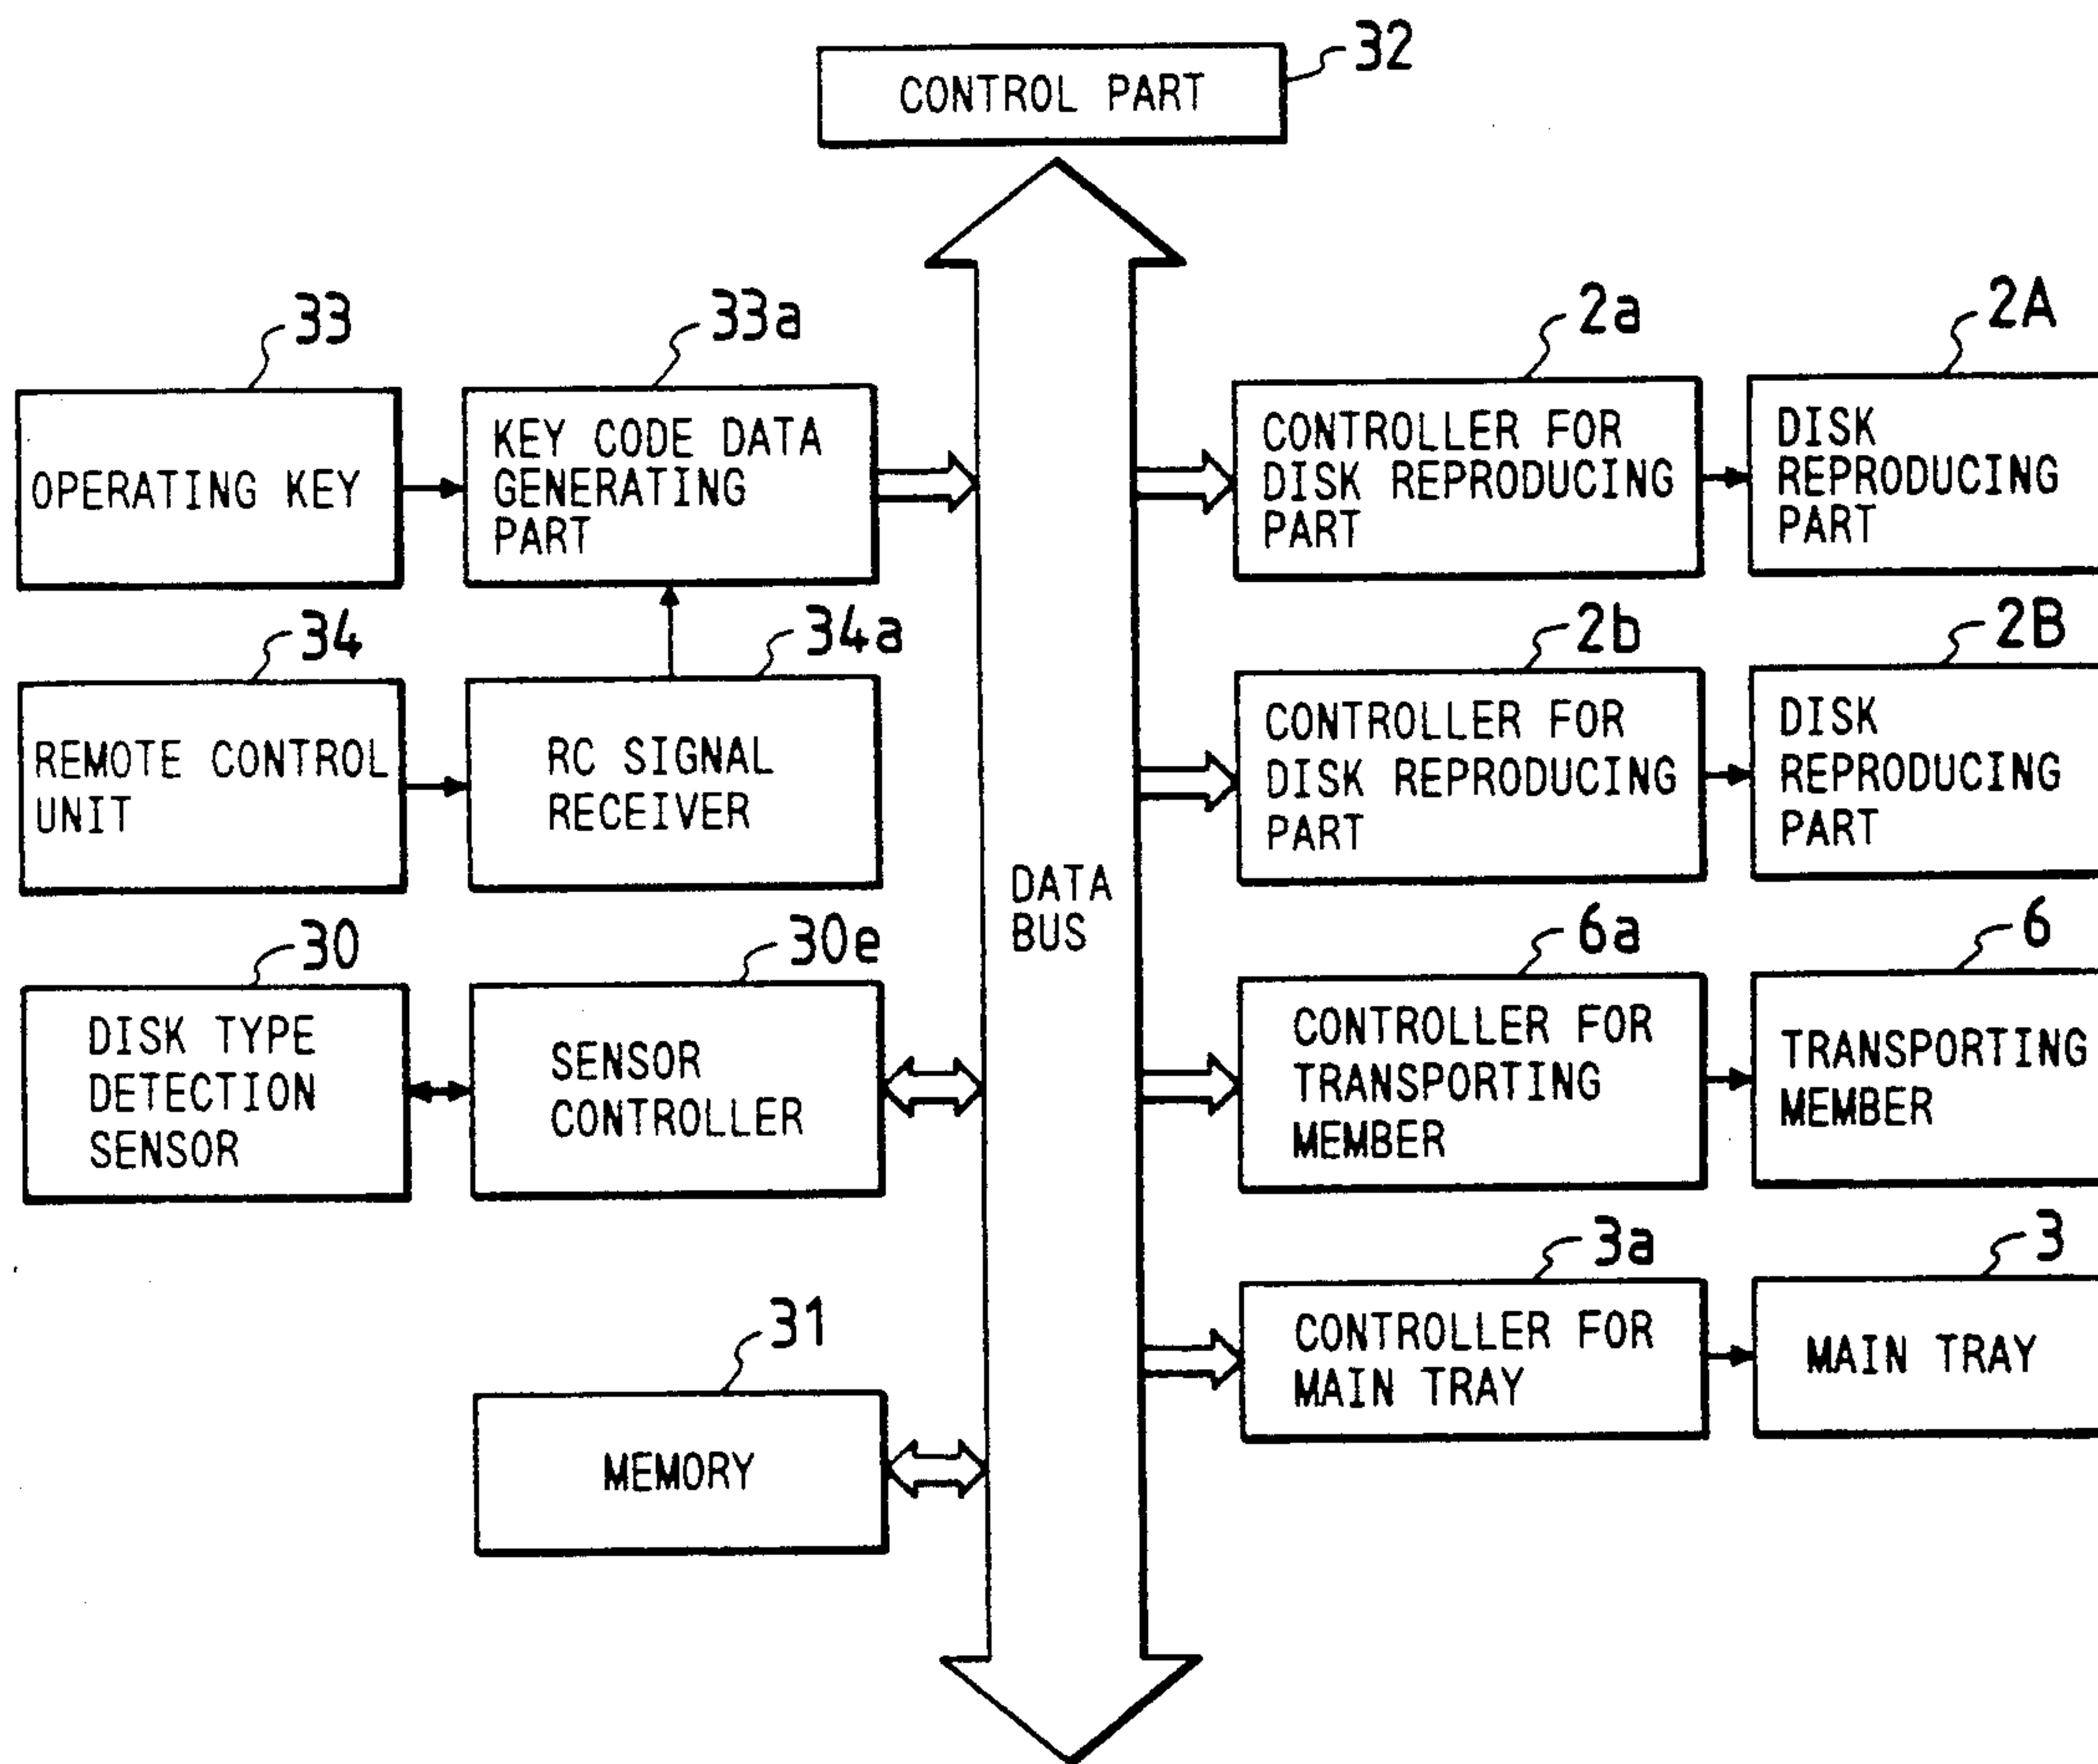 32
CONTROL PART
33
33a
2a
2A
OPERATING KEY
KEY CODE DATA
GENERATING
PART
CONTROLLER FOR
DISK REPRODUCING
PART
DISK
REPRODUCING
PART
34
34a
2b
2B
REMOTE CONTROL
UNIT
RC SIGNAL
RECEIVER
CONTROLLER FOR
DISK REPRODUCING
PART
DISK
REPRODUCING
PART
DATA
BUS
30
30e
6a
6
DISK TYPE
DETECTION
SENSOR
SENSOR
CONTROLLER
CONTROLLER FOR
TRANSPORTING
MEMBER
TRANSPORTING
MEMBER
3a
3
31
CONTROLLER FOR
MAIN TRAY
MAIN TRAY
MEMORY